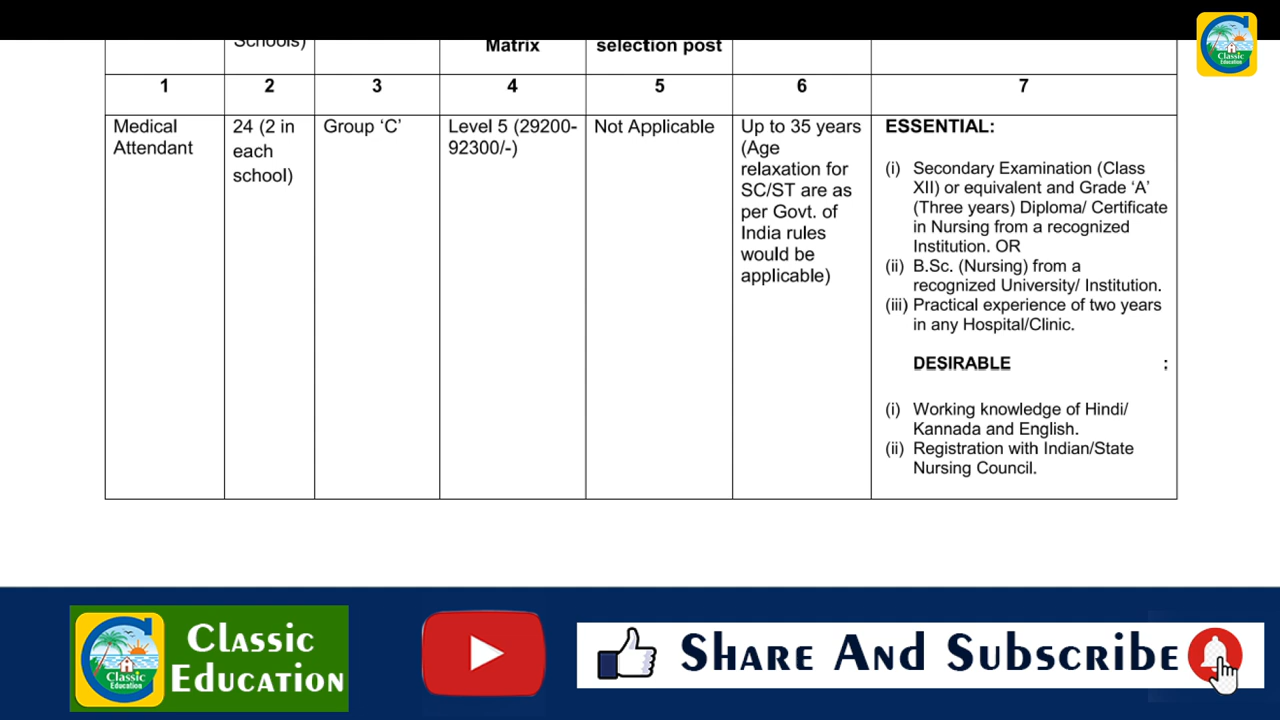 Classic
Education
Schools)
Matrix
selection post
1
2
3
4
5
6
7
Medical
Attendant
24 (2 in
each
school)
Group ‘C’
Level 5 (29200-
92300/-)
Not Applicable
Up to 35 years
(Age
relaxation for
SC/ST are as
per Govt. of
India rules
would be
applicable)
ESSENTIAL:
(i) Secondary Examination (Class
XII) or equivalent and Grade ‘A’
(Three years) Diploma/ Certificate
in Nursing from a recognized
Institution. OR
(ii) B.Sc. (Nursing) from a
recognized University/ Institution.
(iii) Practical experience of two years
in any Hospital/Clinic.
DESIRABLE :
(i) Working knowledge of Hindi/
Kannada and English.
(ii) Registration with Indian/State
Nursing Council.
Classic
Education
Classic
Education
Share And Subscribe